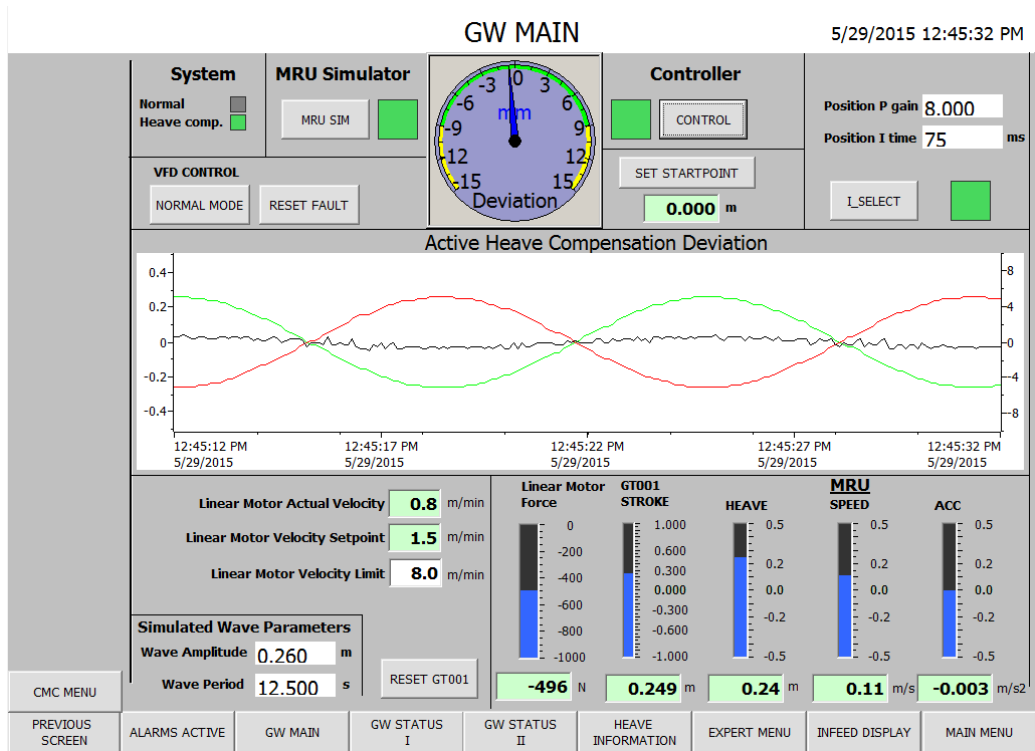 GW MAIN
5/29/2015 12:45:32 PM
System
MRU Simulator
Controller
Normal
Heave comp.
MRU SIM
-3 0 3
-6 6
mm
-9 9
-12 12
-15 15
Deviation
CONTROL
Position P gain 8.000
Position I time 75 ms
VFD CONTROL
NORMAL MODE
RESET FAULT
SET STARTPOINT
0.000 m
I_SELECT
Active Heave Compensation Deviation
0.4
0.2
0
-0.2
-0.4
8
4
0
-4
-8
12:45:12 PM 12:45:17 PM 12:45:22 PM 12:45:27 PM 12:45:32 PM
5/29/2015 5/29/2015 5/29/2015 5/29/2015 5/29/2015
Linear Motor Actual Velocity 0.8 m/min
Linear Motor Velocity Setpoint 1.5 m/min
Linear Motor Velocity Limit 8.0 m/min
Simulated Wave Parameters
Wave Amplitude 0.260 m
Wave Period 12.500 s
RESET GT001
Linear Motor
Force
0
-200
-400
-600
-800
-1000
-496 N
GT001
STROKE
1.000
0.600
0.300
0.000
-0.300
-0.600
-1.000
0.249 m
MRU
HEAVE
0.5
0.2
0.0
-0.2
-0.5
0.24 m
SPEED
0.5
0.2
0.0
-0.2
-0.5
0.11 m/s
ACC
0.5
0.2
0.0
-0.2
-0.5
-0.003 m/s2
CMC MENU
PREVIOUS
SCREEN
ALARMS ACTIVE
GW MAIN
GW STATUS
I
GW STATUS
II
HEAVE
INFORMATION
EXPERT MENU
INFEED DISPLAY
MAIN MENU